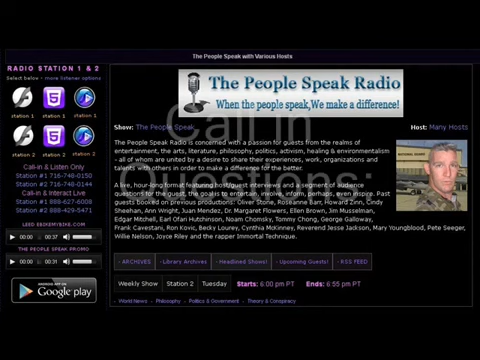 The People Speak with Various Hosts
RADIO STATION 1 & 2
Select below - more listener options
station 1 station 1 station 1
station 2 station 2 station 2
Call-in & Listen Only
Station #1 716-748-0150
Station #2 716-748-0144
Call-in & Interact Live
Station #1 888-627-6008
Station #2 888-429-5471
LEED EBIKEMYBIKE.COM
00:00 00:37
THE PEOPLE SPEAK PROMO
00:00 00:31
ANDROID APP ON
Google play
The People Speak Radio
When the people speak,We make a difference!
Call-in
Questions:
Show: The People Speak
Host: Many Hosts
The People Speak Radio is concerned with a passion for guests from the realms of
entertainment, the arts, literature, philosophy, politics, activism, healing & environmentalism
- all of whom are united by a desire to share their experiences, work, organizations and
talents with others in order to make a difference for the better.
A live, hour-long format featuring host/guest interviews and a segment of audience
questions for the guest, the goal is to entertain, involve, inform, perhaps, even inspire. Past
guests booked on previous productions: Oliver Stone, Roseanne Barr, Howard Zinn, Cindy
Sheehan, Ann Wright, Juan Mendez, Dr. Margaret Flowers, Ellen Brown, Jim Musselman,
Edgar Mitchell, Earl Ofari Hutchinson, Noam Chomsky, Tommy Chong, George Galloway,
Frank Cavestani, Ron Kovic, Becky Lourey, Cynthia McKinney, Reverend Jesse Jackson, Mary Youngblood, Pete Seeger,
Willie Nelson, Joyce Riley and the rapper Immortal Technique.
- ARCHIVES - Library Archives - Headlined Shows! - Upcoming Guests! - RSS FEED
Weekly Show Station 2 Tuesday Starts: 6:00 pm PT Ends: 6:55 pm PT
- World News - Philosophy - Politics & Government - Theory & Conspiracy